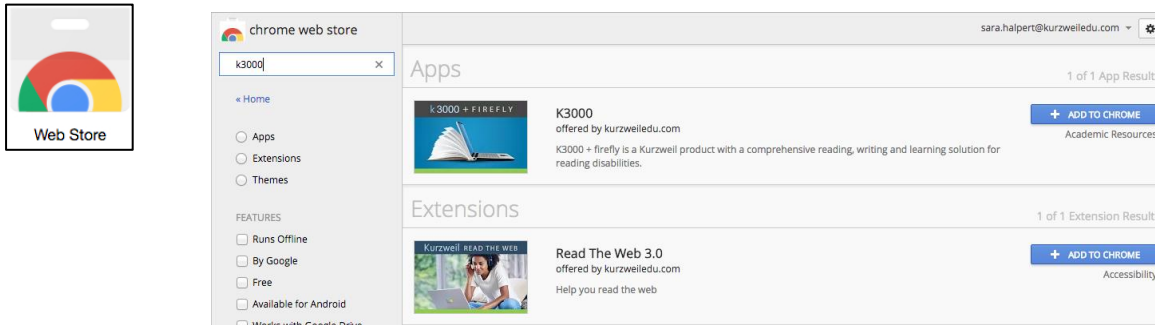 Web Store
chrome web store
sara.halpert@kurzweiledu.com
k3000
« Home
Apps
Extensions
Themes
FEATURES
Runs Offline
By Google
Free
Available for Android
Works with Google Drive
Apps
1 of 1 App Result
k3000 + FIREFLY
K3000
offered by kurzweiledu.com
K3000 + firefly is a Kurzweil product with a comprehensive reading, writing and learning solution for
reading disabilities.
+ ADD TO CHROME
Academic Resources
Extensions
1 of 1 Extension Result
Kurzweil READ THE WEB
Read The Web 3.0
offered by kurzweiledu.com
Help you read the web
+ ADD TO CHROME
Accessibility